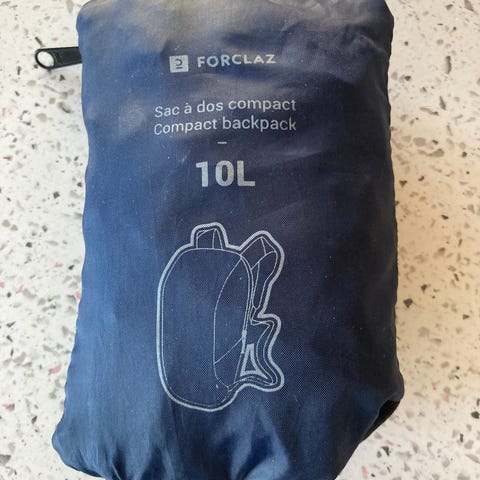 FORCLAZ
Sac à dos compact
Compact backpack
10L